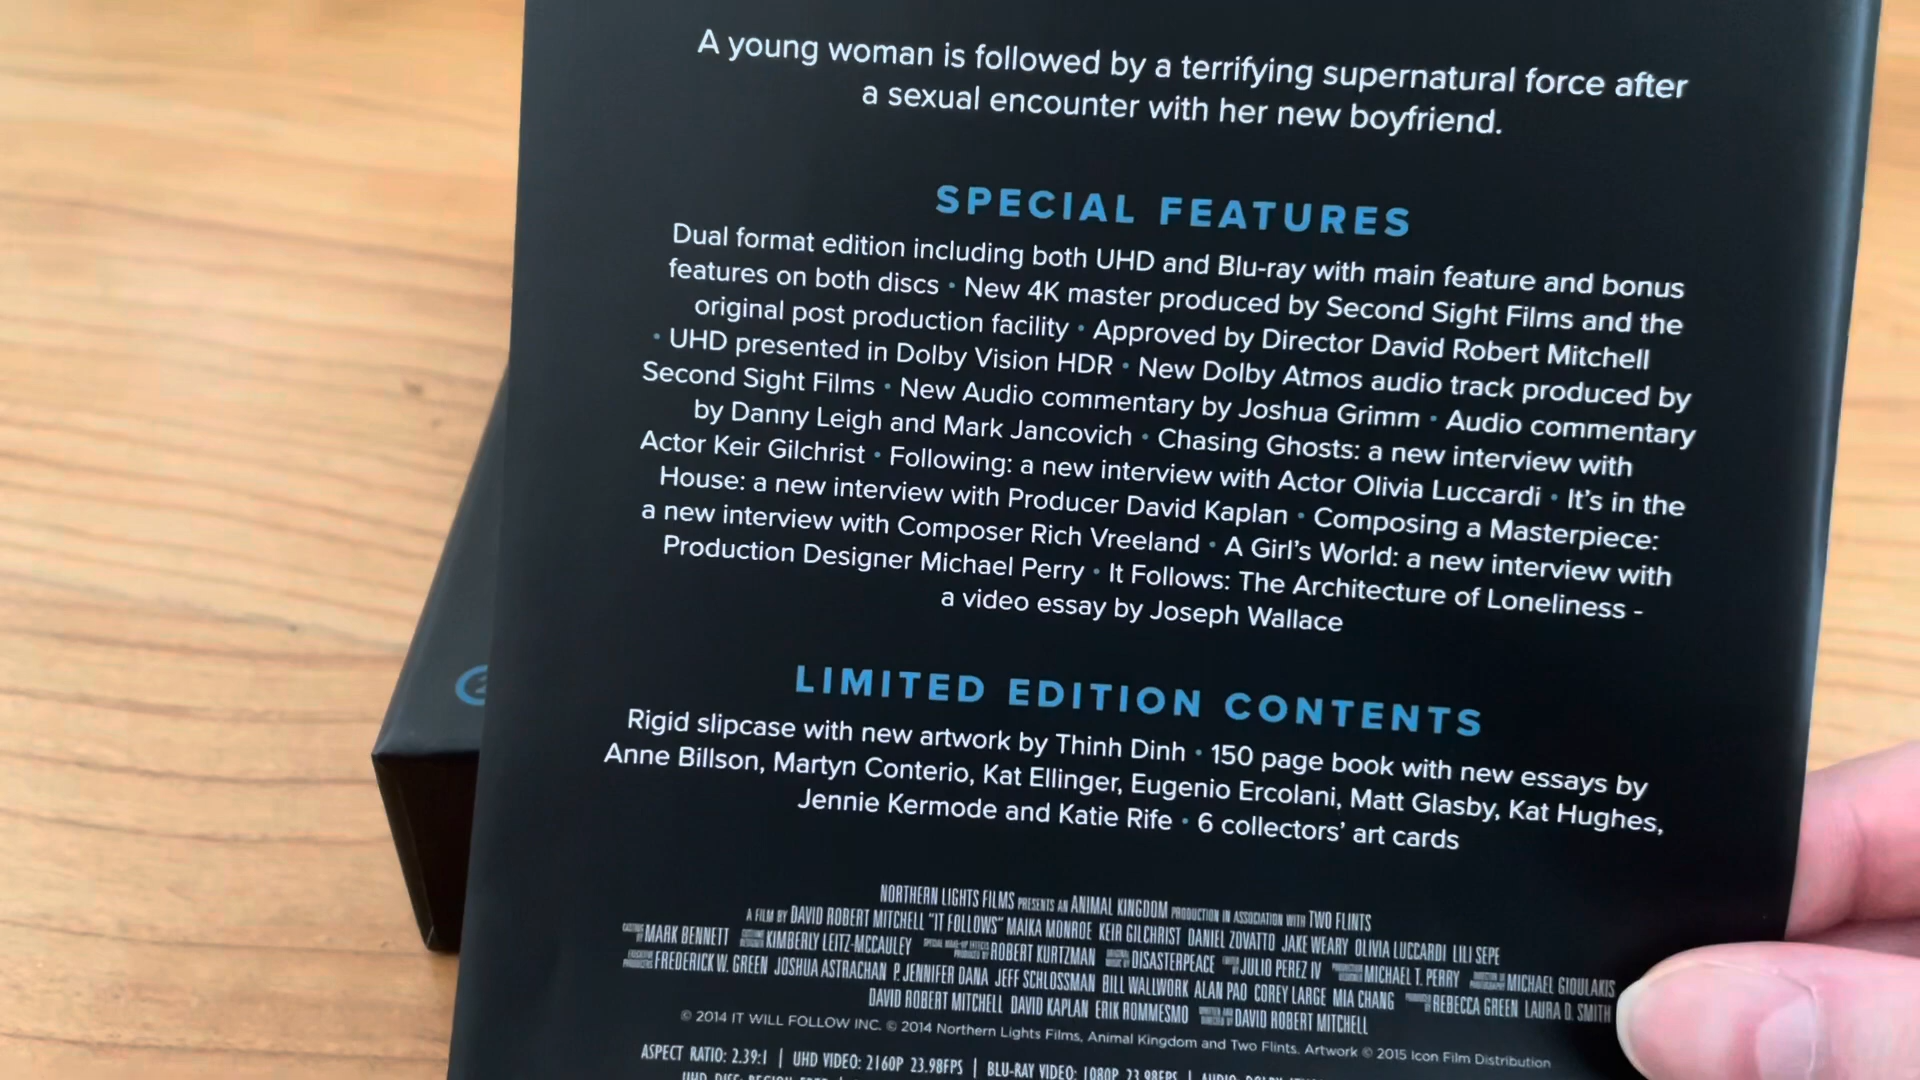 A young woman is followed by a terrifying supernatural force after
a sexual encounter with her new boyfriend.
SPECIAL FEATURES
Dual format edition including both UHD and Blu-ray with main feature and bonus
features on both discs • New 4K master produced by Second Sight Films and the
original post production facility • Approved by Director David Robert Mitchell
• UHD presented in Dolby Vision HDR • New Dolby Atmos audio track produced by
Second Sight Films • New Audio commentary by Joshua Grimm • Audio commentary
by Danny Leigh and Mark Jancovich • Chasing Ghosts: a new interview with
Actor Keir Gilchrist • Following: a new interview with Actor Olivia Luccardi • It's in the
House: a new interview with Producer David Kaplan • Composing a Masterpiece:
a new interview with Composer Rich Vreeland • A Girl's World: a new interview with
Production Designer Michael Perry • It Follows: The Architecture of Loneliness -
a video essay by Joseph Wallace
LIMITED EDITION CONTENTS
Rigid slipcase with new artwork by Thinh Dinh • 150 page book with new essays by
Anne Billson, Martyn Conterio, Kat Ellinger, Eugenio Ercolani, Matt Glasby, Kat Hughes,
Jennie Kermode and Katie Rife • 6 collectors' art cards
NORTHERN LIGHTS FILMS PRESENTS AN ANIMAL KINGDOM PRODUCTION IN ASSOCIATION WITH TWO FLINTS
A FILM BY DAVID ROBERT MITCHELL "IT FOLLOWS" MAIKA MONROE KEIR GILCHRIST DANIEL ZOVATTO JAKE WEARY OLIVIA LUCCARDI LILI SEPE
MARK BENNETT KIMBERLY LEITZ-MCCAULEY ROBERT KURTZMAN DISASTERPEACE JULIO PEREZ IV MICHAEL T. PERRY MICHAEL GIOULAKIS
FREDERICK W. GREEN JOSHUA ASTRACHAN P. JENNIFER DANA JEFF SCHLOSSMAN BILL WALLWORK ALAN PAO COREY LARGE MIA CHANG REBECCA GREEN LAURA D. SMITH
DAVID ROBERT MITCHELL DAVID KAPLAN ERIK ROMMESMO DAVID ROBERT MITCHELL
© 2014 IT WILL FOLLOW INC. © 2014 Northern Lights Films, Animal Kingdom and Two Flints. Artwork © 2015 Icon Film Distribution
ASPECT RATIO: 2.39:1 | UHD VIDEO: 2160P 23.98FPS | BLU-RAY VIDEO: 1080P 23.98FPS |